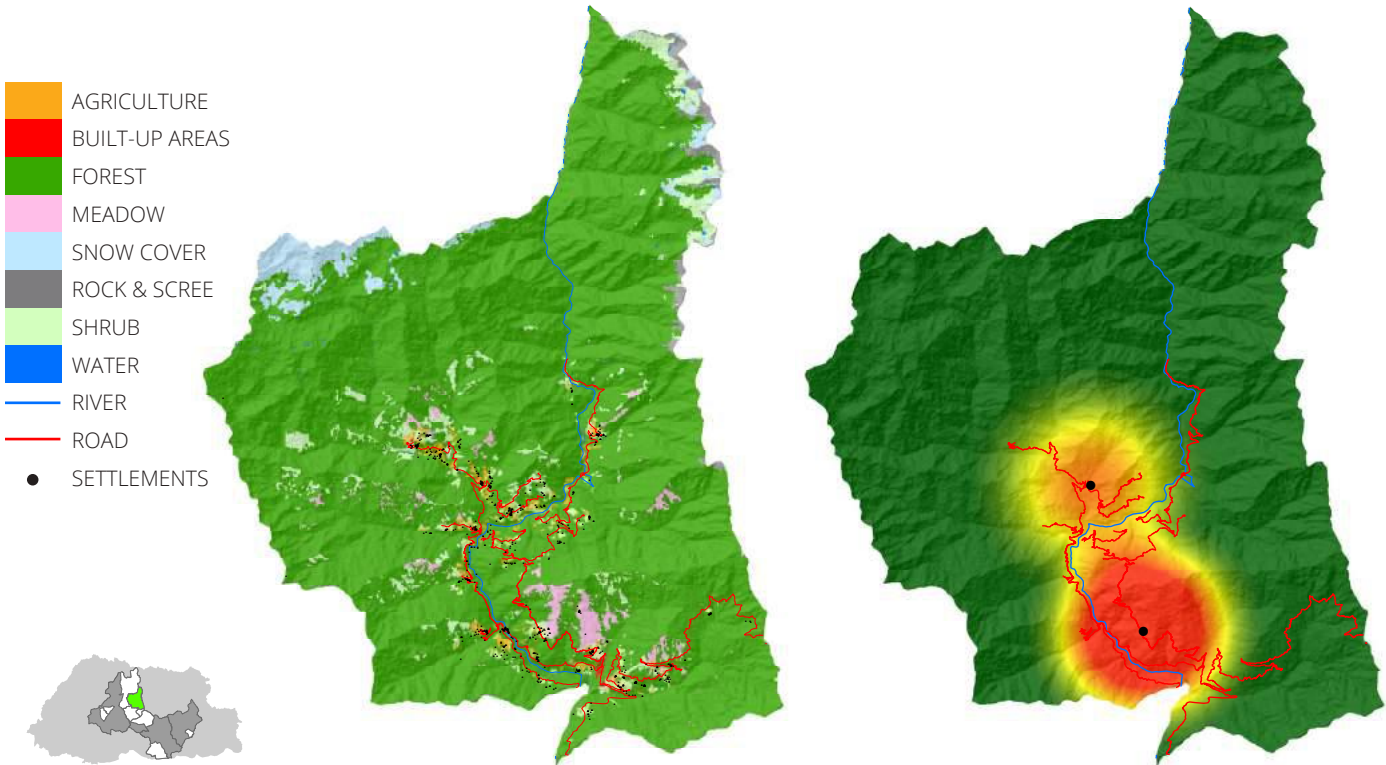 AGRICULTURE
BUILT-UP AREAS
FOREST
MEADOW
SNOW COVER
ROCK & SCREE
SHRUB
WATER
RIVER
ROAD
SETTLEMENTS